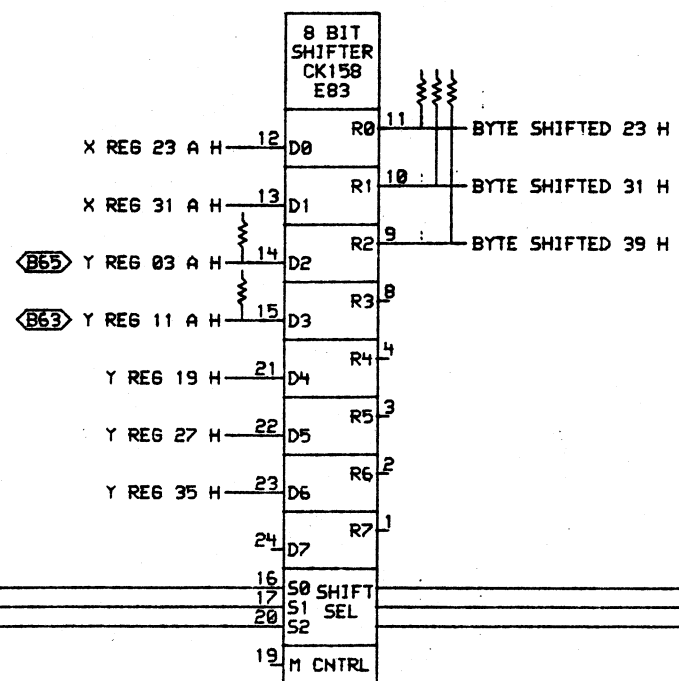 8 BIT
SHIFTER
CK158
E83
R0 11 BYTE SHIFTED 23 H
X REG 23 A H 12 D0
R1 10 BYTE SHIFTED 31 H
X REG 31 A H 13 D1
R2 9 BYTE SHIFTED 39 H
B65 Y REG 03 A H 14 D2
R3 8
B63 Y REG 11 A H 15 D3
R4 4
Y REG 19 H 21 D4
R5 3
Y REG 27 H 22 D5
R6 2
Y REG 35 H 23 D6
R7 1
24 D7
16 S0 SHIFT
17 S1 SEL
20 S2
19 M CNTRL